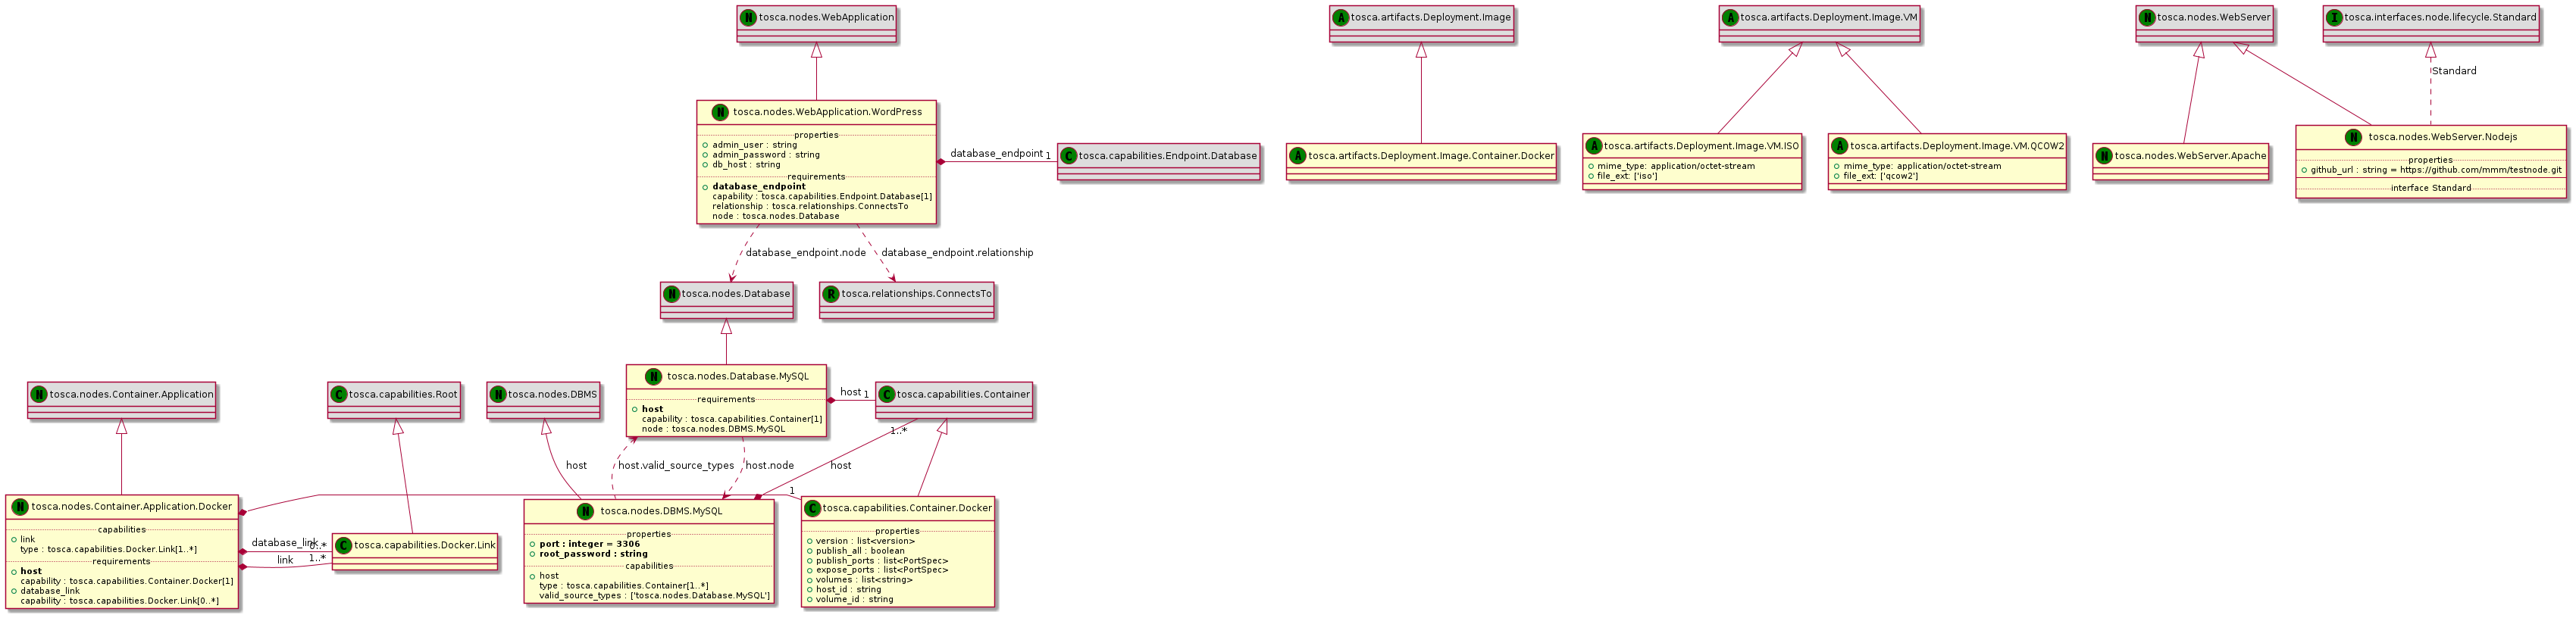 N tosca.nodes.WebApplication
A tosca.artifacts.Deployment.Image
A tosca.artifacts.Deployment.Image.VM
N tosca.nodes.WebServer
I tosca.interfaces.node.lifecycle.Standard
Standard
N tosca.nodes.WebApplication.WordPress
properties
admin_user : string
admin_password : string
db_host : string
requirements
database_endpoint
capability : tosca.capabilities.Endpoint.Database[1]
relationship : tosca.relationships.ConnectsTo
node : tosca.nodes.Database
database_endpoint 1
C tosca.capabilities.Endpoint.Database
A tosca.artifacts.Deployment.Image.Container.Docker
A tosca.artifacts.Deployment.Image.VM.ISO
mime_type: application/octet-stream
file_ext: ['iso']
A tosca.artifacts.Deployment.Image.VM.QCOW2
mime_type: application/octet-stream
file_ext: ['qcow2']
N tosca.nodes.WebServer.Apache
N tosca.nodes.WebServer.Nodejs
properties
github_url : string = https://github.com/mmm/testnode.git
interface Standard
database_endpoint.node
database_endpoint.relationship
N tosca.nodes.Database
R tosca.relationships.ConnectsTo
N tosca.nodes.Container.Application
C tosca.capabilities.Root
N tosca.nodes.DBMS
N tosca.nodes.Database.MySQL
requirements
host
capability : tosca.capabilities.Container[1]
node : tosca.nodes.DBMS.MySQL
host 1
C tosca.capabilities.Container
1..*
host
host.valid_source_types
host.node
host
1
N tosca.nodes.Container.Application.Docker
capabilities
link
type : tosca.capabilities.Docker.Link[1..*]
requirements
host
capability : tosca.capabilities.Container.Docker[1]
database_link
capability : tosca.capabilities.Docker.Link[0..*]
database_link 0..*
link 1..*
C tosca.capabilities.Docker.Link
N tosca.nodes.DBMS.MySQL
properties
port : integer = 3306
root_password : string
capabilities
host
type : tosca.capabilities.Container[1..*]
valid_source_types : ['tosca.nodes.Database.MySQL']
C tosca.capabilities.Container.Docker
properties
version : list<version>
publish_all : boolean
publish_ports : list<PortSpec>
expose_ports : list<PortSpec>
volumes : list<string>
host_id : string
volume_id : string